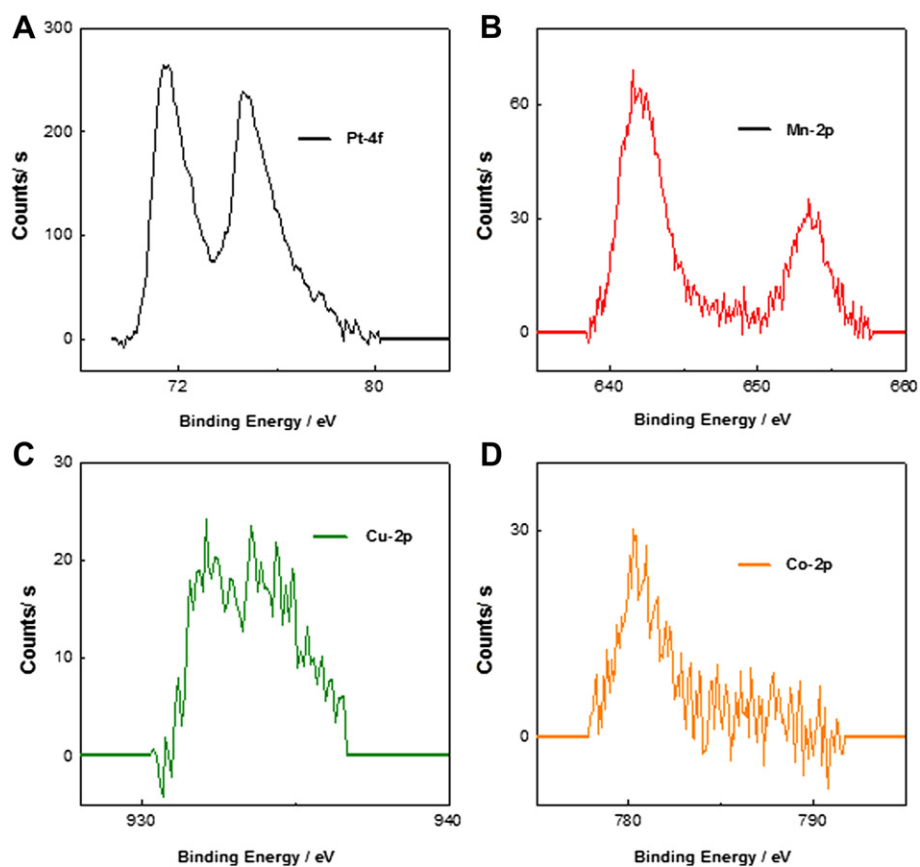 A
300
200
100
0
Counts/ s
Pt-4f
72
80
Binding Energy / eV
B
60
30
0
Counts/ s
Mn-2p
640
650
660
Binding Energy / eV
C
30
20
10
0
Counts/ s
Cu-2p
930
940
Binding Energy / eV
D
30
0
Counts/ s
Co-2p
780
790
Binding Energy / eV